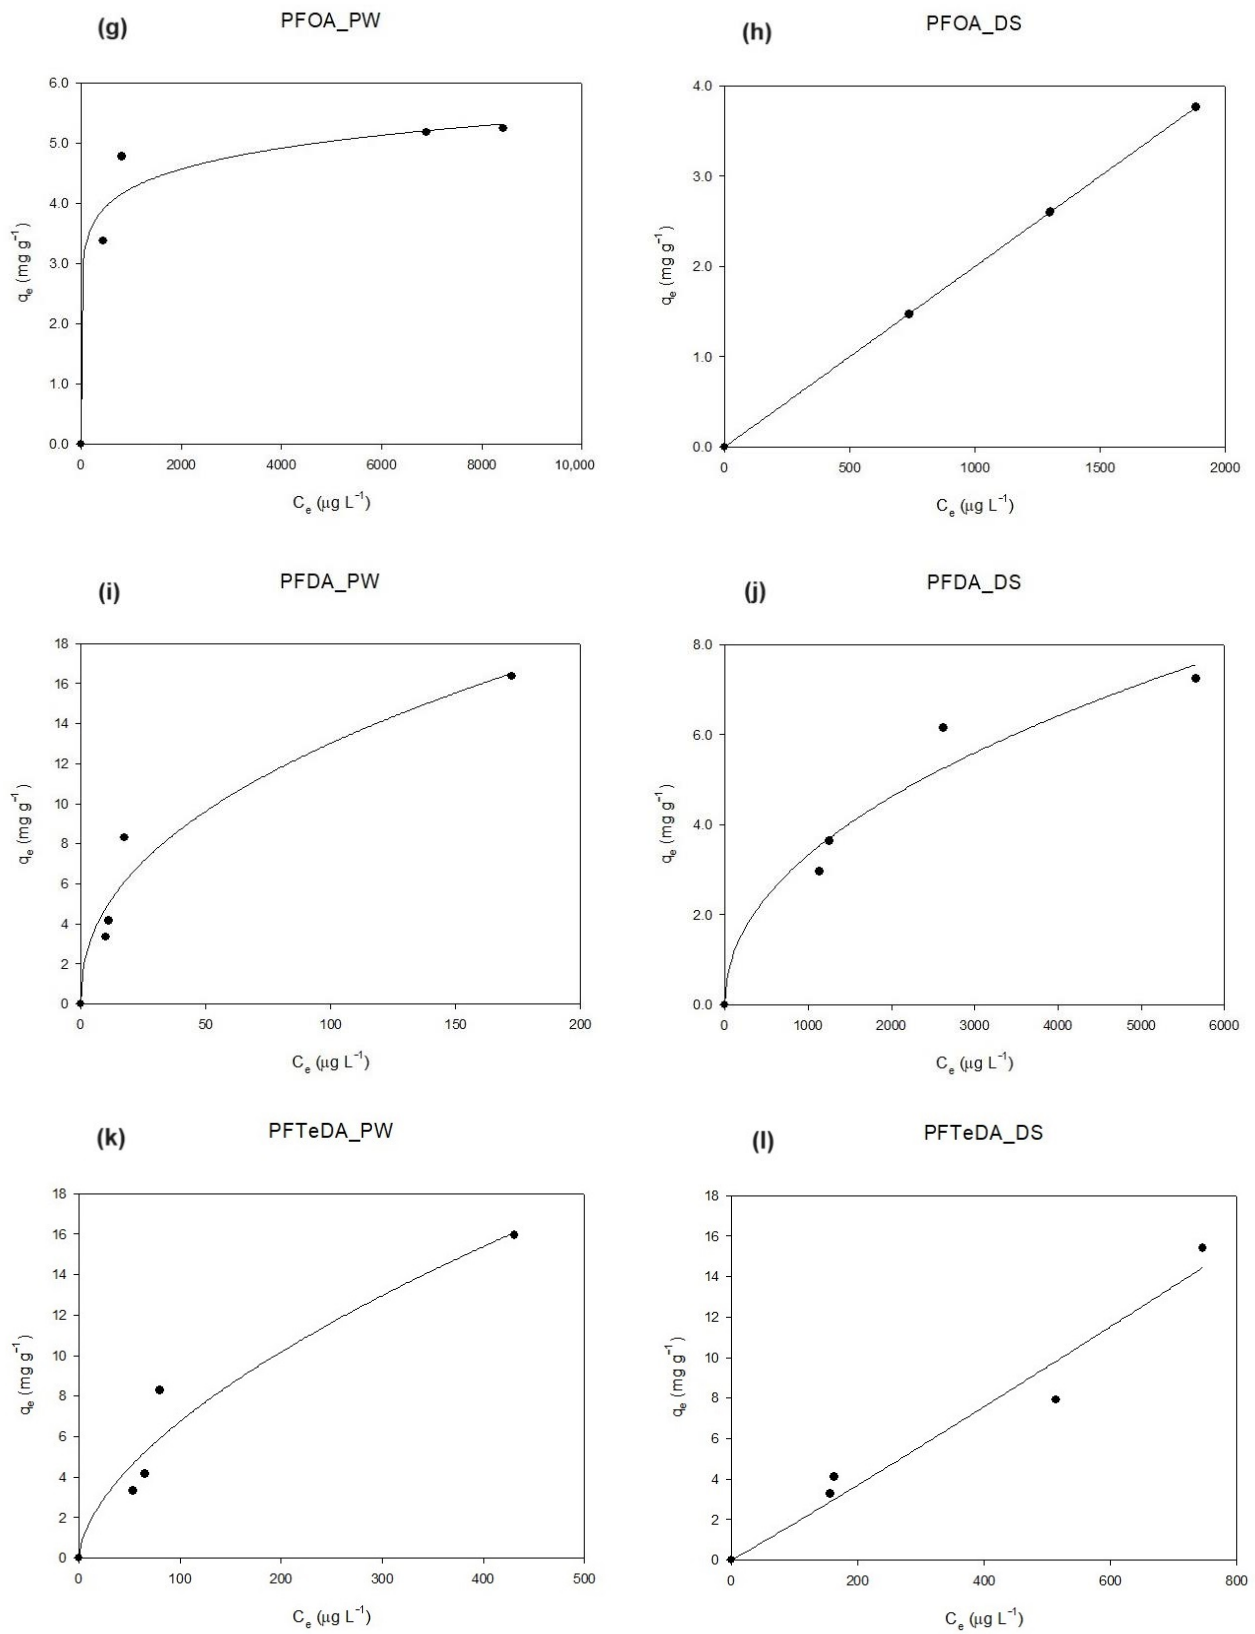 (g)
PFOA_PW
6.0
5.0
4.0
3.0
2.0
1.0
0.0
qe (mg g⁻¹)
0 2000 4000 6000 8000 10,000
Ce (μg L⁻¹)
(h)
PFOA_DS
4.0
3.0
2.0
1.0
0.0
qe (mg g⁻¹)
0 500 1000 1500 2000
Ce (μg L⁻¹)
(i)
PFDA_PW
18
16
14
12
10
8
6
4
2
0
qe (mg g⁻¹)
0 50 100 150 200
Ce (μg L⁻¹)
(j)
PFDA_DS
8.0
6.0
4.0
2.0
0.0
qe (mg g⁻¹)
0 1000 2000 3000 4000 5000 6000
Ce (μg L⁻¹)
(k)
PFTeDA_PW
18
16
14
12
10
8
6
4
2
0
qe (mg g⁻¹)
0 100 200 300 400 500
Ce (μg L⁻¹)
(l)
PFTeDA_DS
18
16
14
12
10
8
6
4
2
0
qe (mg g⁻¹)
0 200 400 600 800
Ce (μg L⁻¹)